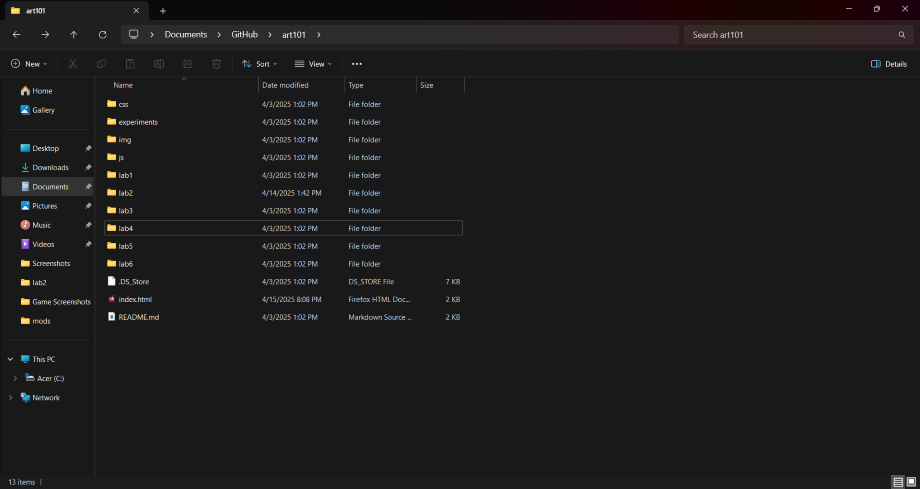 art101
Documents GitHub art101
Search art101
New Sort View Details
Name Date modified Type Size
Home
Gallery
Desktop
Downloads
Documents
Pictures
Music
Videos
Screenshots
lab2
Game Screenshots
mods
This PC
Acer (C:)
Network
css 4/3/2025 1:02 PM File folder
experiments 4/3/2025 1:02 PM File folder
img 4/3/2025 1:02 PM File folder
js 4/3/2025 1:02 PM File folder
lab1 4/3/2025 1:02 PM File folder
lab2 4/14/2025 1:42 PM File folder
lab3 4/3/2025 1:02 PM File folder
lab4 4/3/2025 1:02 PM File folder
lab5 4/3/2025 1:02 PM File folder
lab6 4/3/2025 1:02 PM File folder
.DS_Store 4/3/2025 1:02 PM DS_STORE File 7 KB
index.html 4/15/2025 8:08 PM Firefox HTML Doc... 2 KB
README.md 4/3/2025 1:02 PM Markdown Source ... 2 KB
13 items